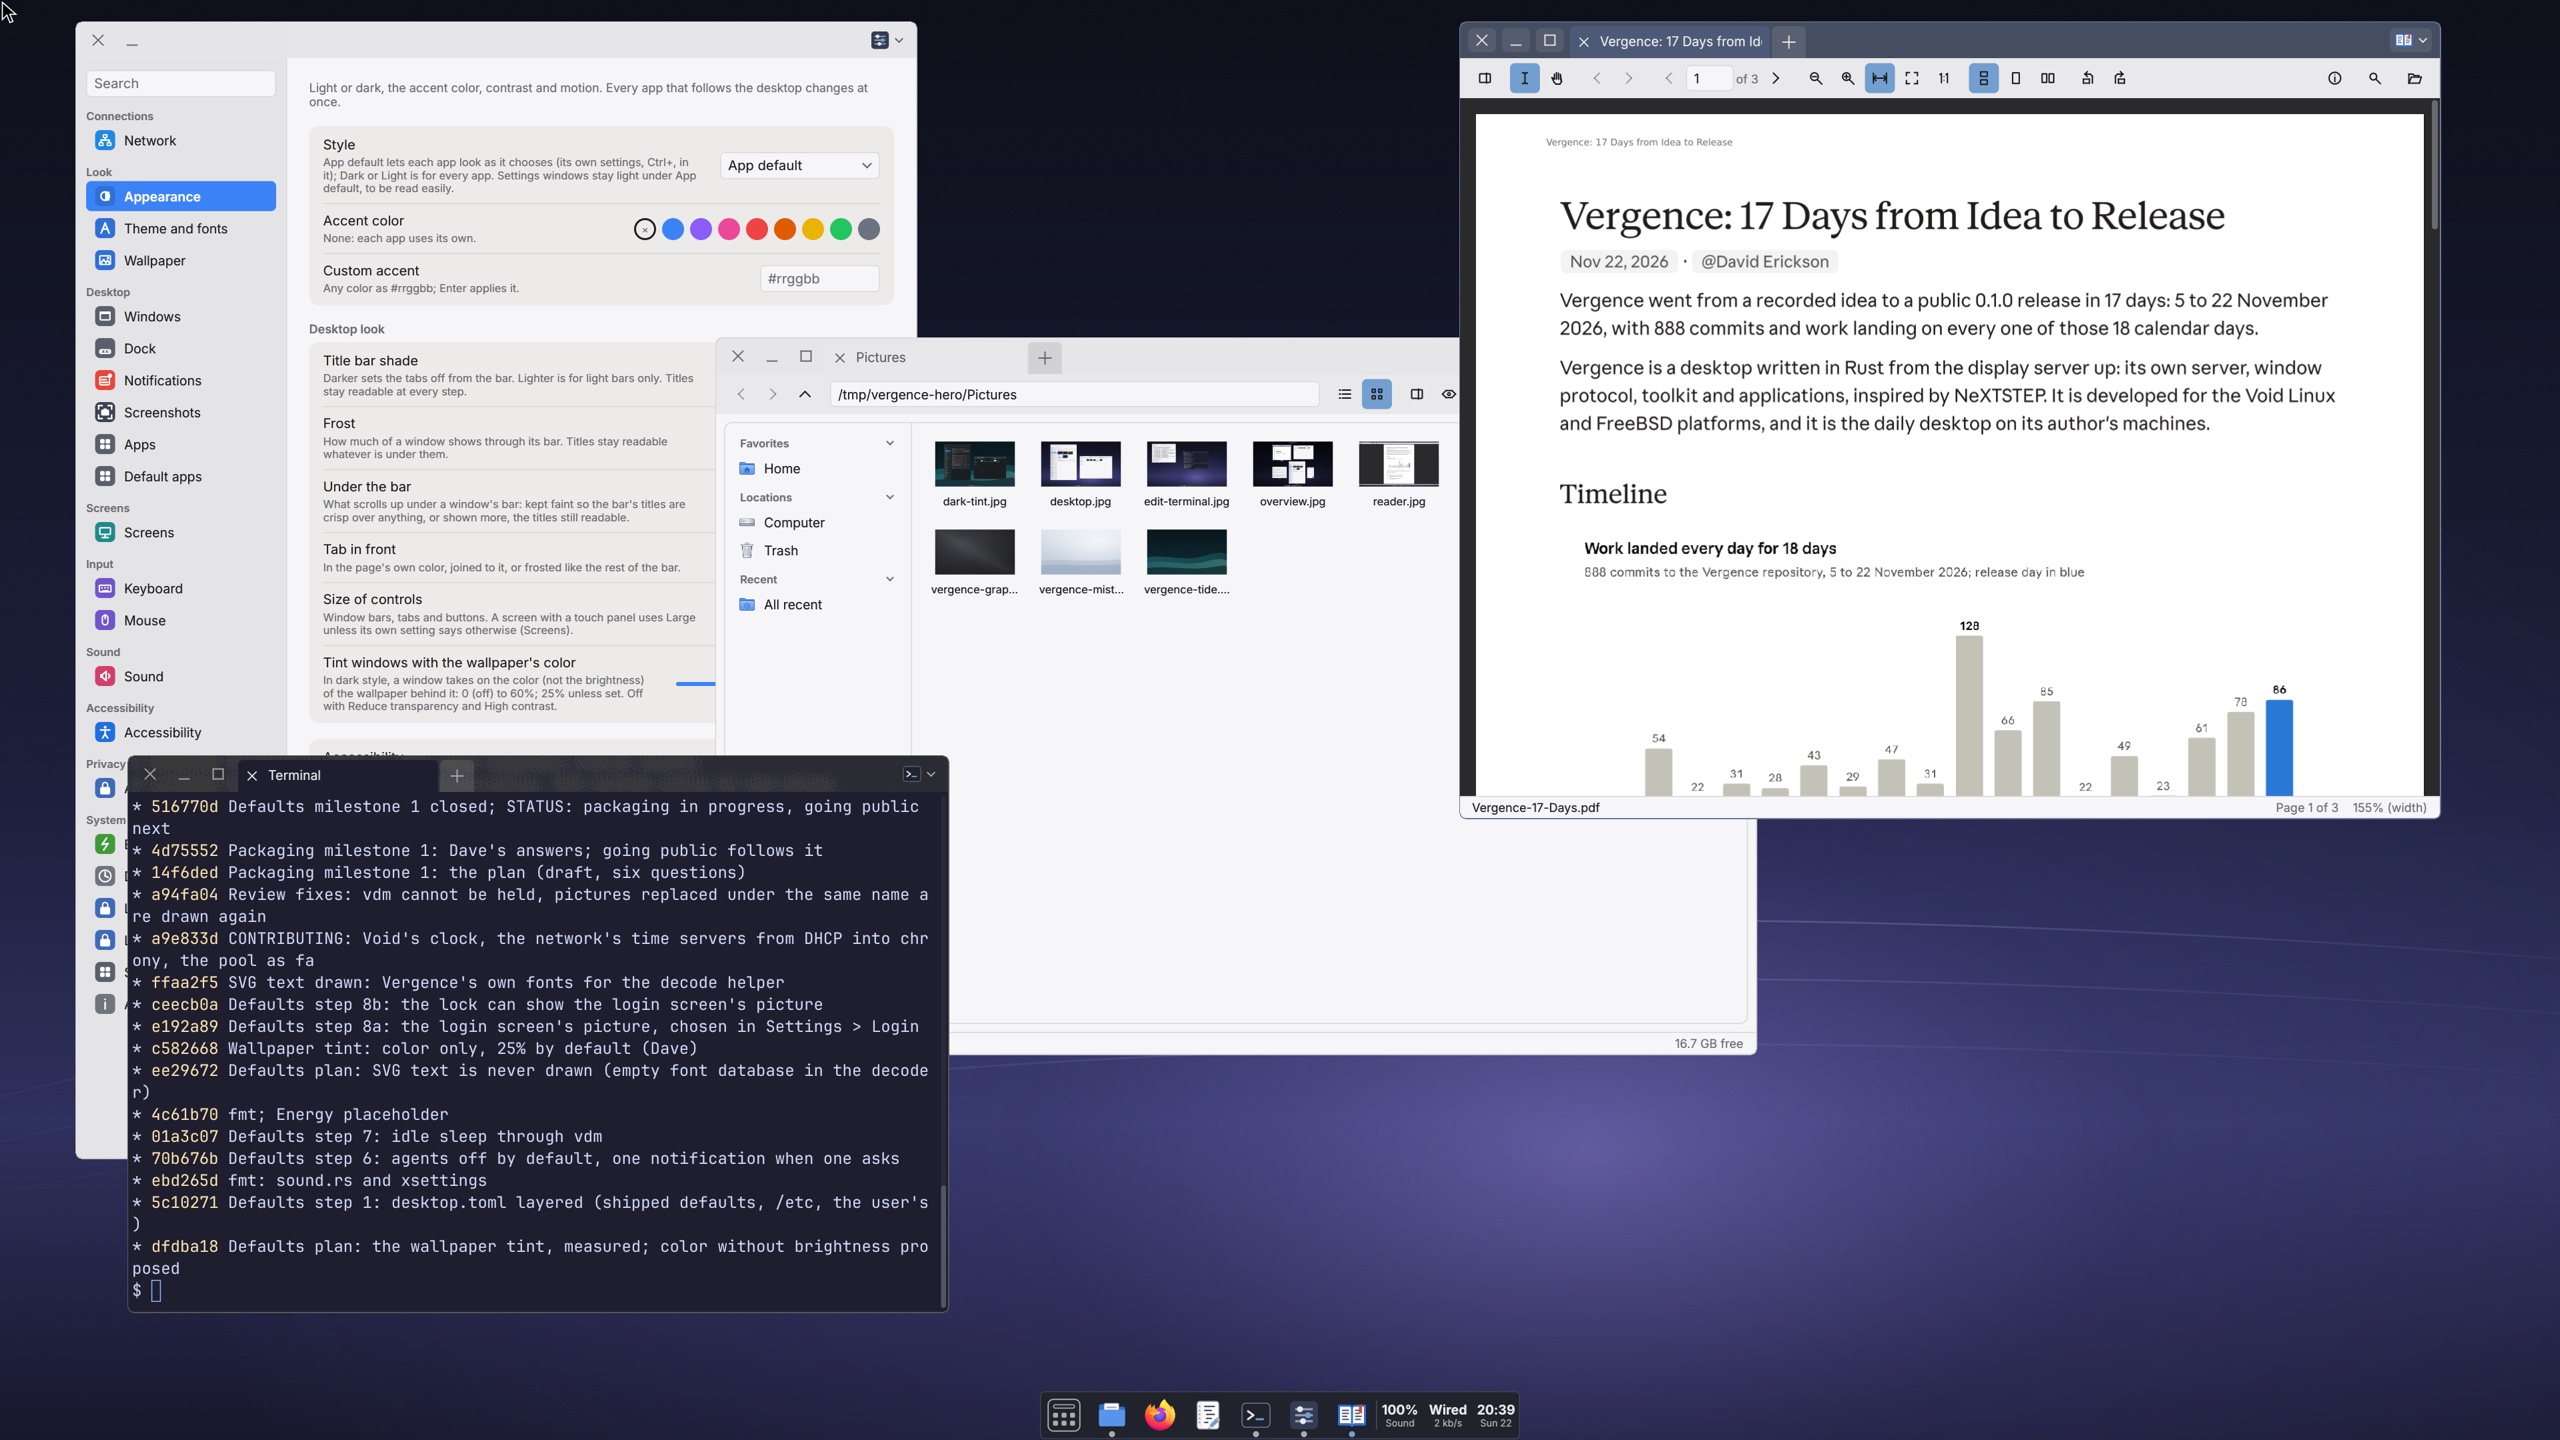 Search
Connections
Network
Look
Appearance
Theme and fonts
Wallpaper
Desktop
Windows
Dock
Notifications
Screenshots
Apps
Default apps
Screens
Screens
Input
Keyboard
Mouse
Sound
Sound
Accessibility
Accessibility
Privacy
System
Light or dark, the accent color, contrast and motion. Every app that follows the desktop changes at
once.
Style
App default lets each app look as it chooses (its own settings, Ctrl+, in
it); Dark or Light is for every app. Settings windows stay light under App
default, to be read easily.
App default
Accent color
None: each app uses its own.
Custom accent
Any color as #rrggbb; Enter applies it.
#rrggbb
Desktop look
Title bar shade
Darker sets the tabs off from the bar. Lighter is for light bars only. Titles
stay readable at every step.
Frost
How much of a window shows through its bar. Titles stay readable
whatever is under them.
Under the bar
What scrolls up under a window's bar: kept faint so the bar's titles are
crisp over anything, or shown more, the titles still readable.
Tab in front
In the page's own color, joined to it, or frosted like the rest of the bar.
Size of controls
Window bars, tabs and buttons. A screen with a touch panel uses Large
unless its own setting says otherwise (Screens).
Tint windows with the wallpaper's color
In dark style, a window takes on the color (not the brightness)
of the wallpaper behind it: 0 (off) to 60%; 25% unless set. Off
with Reduce transparency and High contrast.
Pictures
/tmp/vergence-hero/Pictures
Favorites
Home
Locations
Computer
Trash
Recent
All recent
dark-tint.jpg
desktop.jpg
edit-terminal.jpg
overview.jpg
reader.jpg
vergence-grap...
vergence-mist...
vergence-tide....
16.7 GB free
Terminal
* 516770d Defaults milestone 1 closed; STATUS: packaging in progress, going public
next
* 4d75552 Packaging milestone 1: Dave's answers; going public follows it
* 14f6ded Packaging milestone 1: the plan (draft, six questions)
* a94fa04 Review fixes: vdm cannot be held, pictures replaced under the same name a
re drawn again
* a9e833d CONTRIBUTING: Void's clock, the network's time servers from DHCP into chr
ony, the pool as fa
* ffaa2f5 SVG text drawn: Vergence's own fonts for the decode helper
* ceecb0a Defaults step 8b: the lock can show the login screen's picture
* e192a89 Defaults step 8a: the login screen's picture, chosen in Settings > Login
* c582668 Wallpaper tint: color only, 25% by default (Dave)
* ee29672 Defaults plan: SVG text is never drawn (empty font database in the decode
r)
* 4c61b70 fmt; Energy placeholder
* 01a3c07 Defaults step 7: idle sleep through vdm
* 70b676b Defaults step 6: agents off by default, one notification when one asks
* ebd265d fmt: sound.rs and xsettings
* 5c10271 Defaults step 1: desktop.toml layered (shipped defaults, /etc, the user's
)
* dfdba18 Defaults plan: the wallpaper tint, measured; color without brightness pro
posed
$
Vergence: 17 Days from Id
1 of 3
1:1
Vergence: 17 Days from Idea to Release
Vergence: 17 Days from Idea to Release
Nov 22, 2026 · @David Erickson
Vergence went from a recorded idea to a public 0.1.0 release in 17 days: 5 to 22 November
2026, with 888 commits and work landing on every one of those 18 calendar days.
Vergence is a desktop written in Rust from the display server up: its own server, window
protocol, toolkit and applications, inspired by NeXTSTEP. It is developed for the Void Linux
and FreeBSD platforms, and it is the daily desktop on its author's machines.
Timeline
Work landed every day for 18 days
888 commits to the Vergence repository, 5 to 22 November 2026; release day in blue
54
22
31
28
43
29
47
31
128
66
85
22
49
23
61
78
86
Vergence-17-Days.pdf
Page 1 of 3
155% (width)
100%
Sound
Wired
2 kb/s
20:39
Sun 22